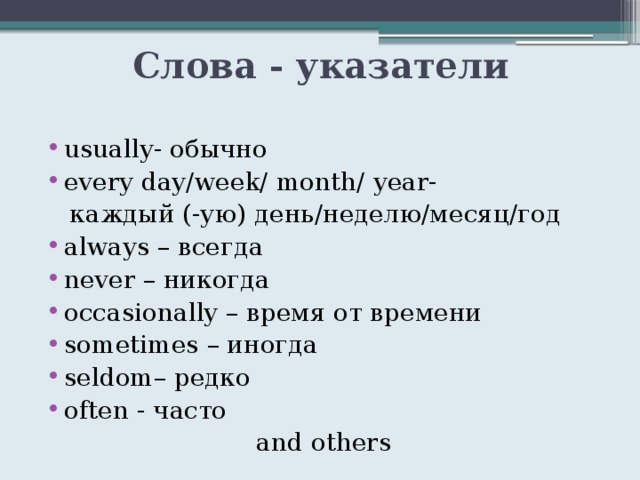 Слова - указатели
• usually- обычно
• every day/week/ month/ year-
каждый (-ую) день/неделю/месяц/год
• always – всегда
• never – никогда
• occasionally – время от времени
• sometimes – иногда
• seldom– редко
• often - часто
and others